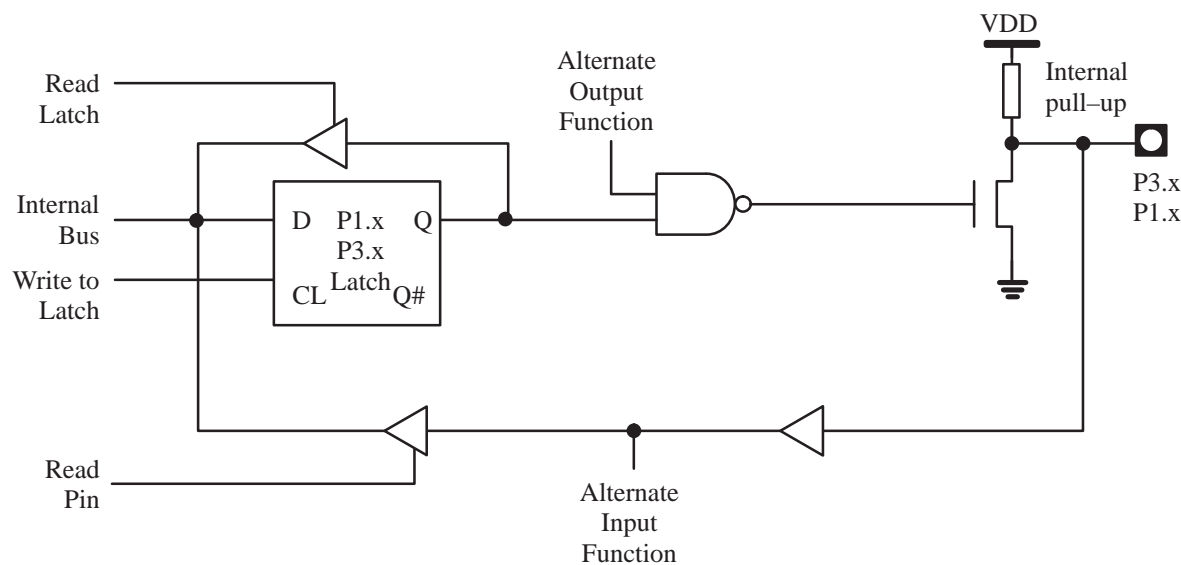 VDD
Read
Latch
Alternate
Output
Function
Internal
pull–up
Internal
Bus
D P1.x Q
P3.x
Latch
CL Q#
Write to
Latch
P3.x
P1.x
Read
Pin
Alternate
Input
Function